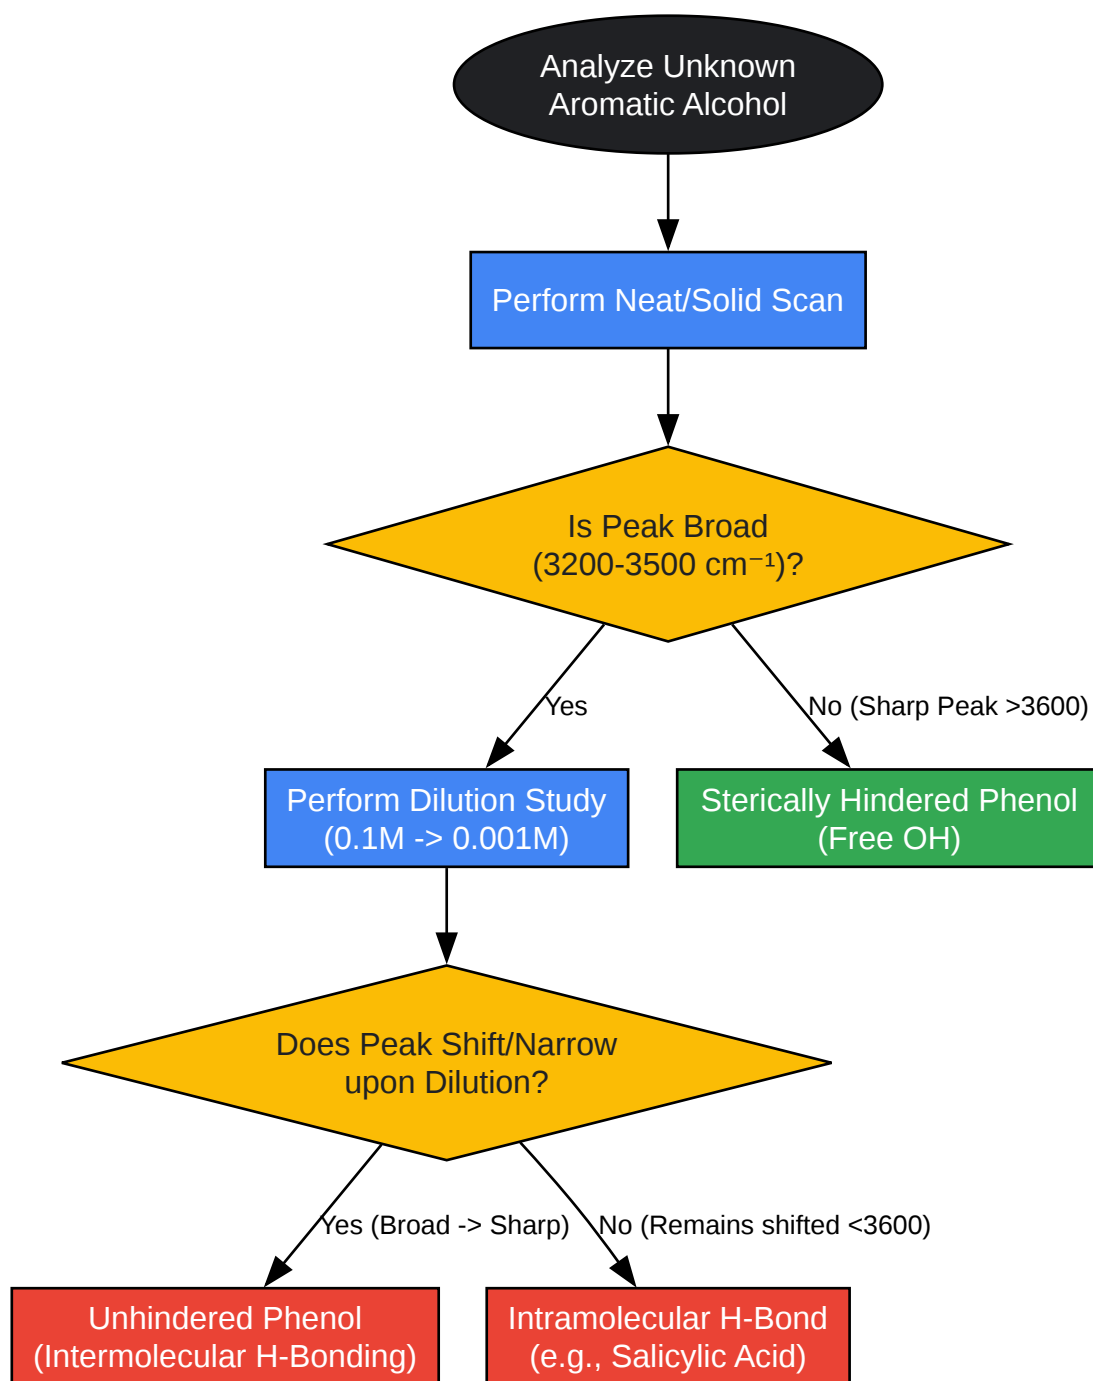 Analyze Unknown
Aromatic Alcohol
Perform Neat/Solid Scan
Is Peak Broad
(3200-3500 cm⁻¹)?
Yes
No (Sharp Peak >3600)
Perform Dilution Study
(0.1M -> 0.001M)
Sterically Hindered Phenol
(Free OH)
Does Peak Shift/Narrow
upon Dilution?
Yes (Broad -> Sharp)
No (Remains shifted <3600)
Unhindered Phenol
(Intermolecular H-Bonding)
Intramolecular H-Bond
(e.g., Salicylic Acid)